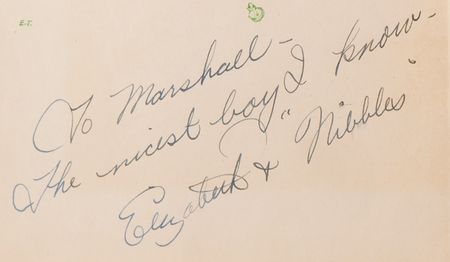 E.T.
To Marshall -
The nicest boy I know -
Elizabeth & "Nibbles"